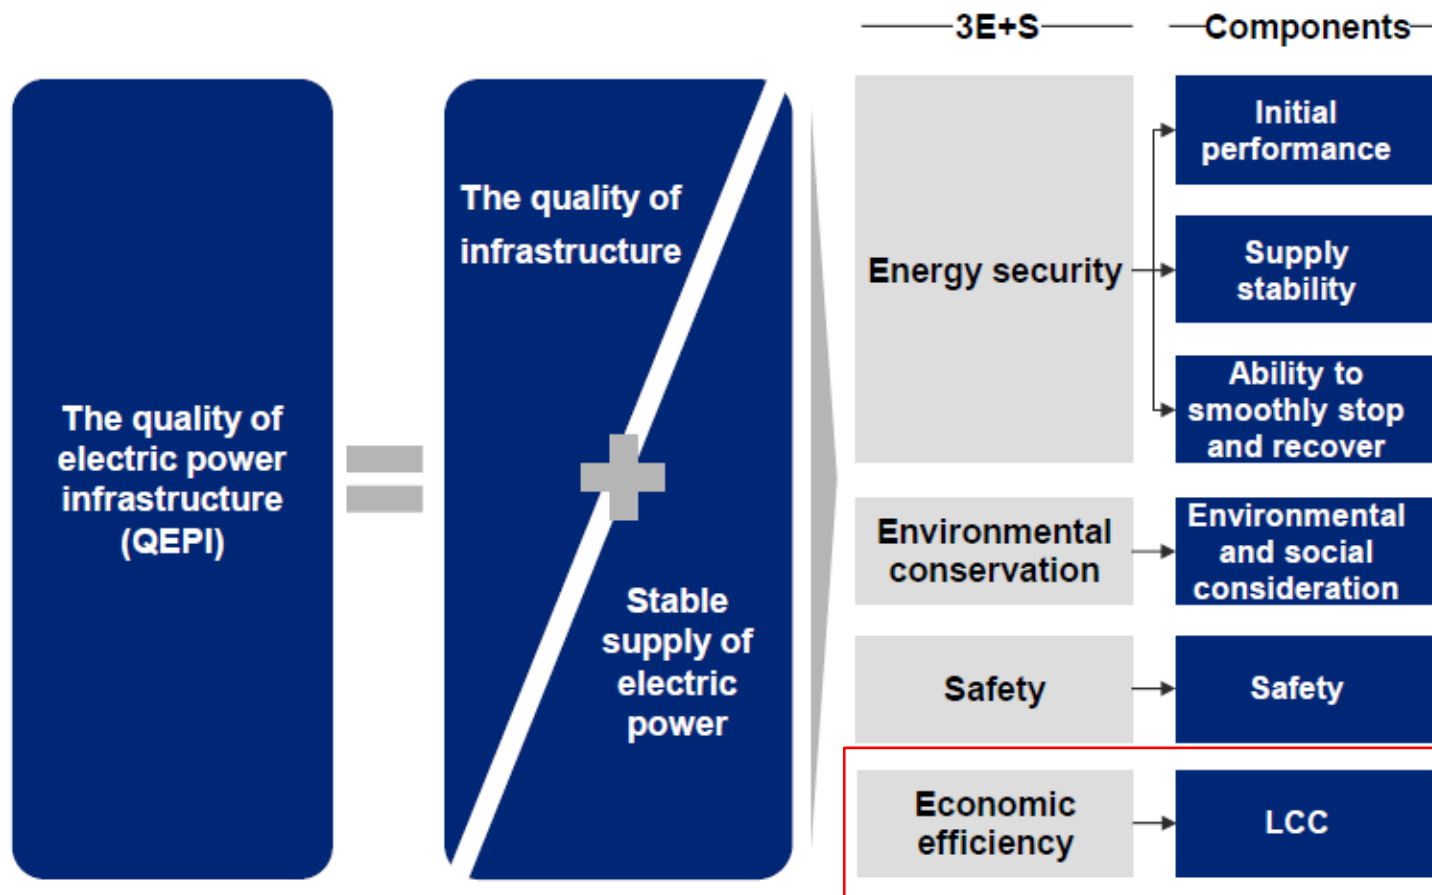 3E+S
Components
The quality of
electric power
infrastructure
(QEPI)
The quality of
infrastructure
Stable
supply of
electric
power
Energy security
Initial
performance
Supply
stability
Ability to
smoothly stop
and recover
Environmental
conservation
Environmental
and social
consideration
Safety
Safety
Economic
efficiency
LCC